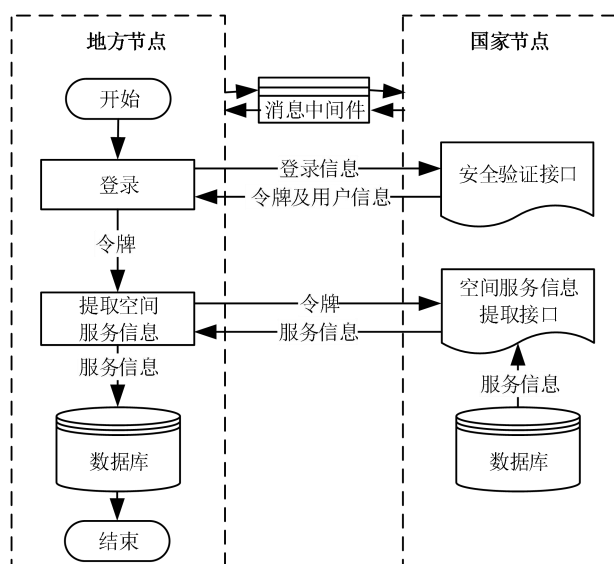 地方节点
国家节点
开始
消息中间件
登录
登录信息
令牌及用户信息
安全验证接口
令牌
提取空间
服务信息
令牌
服务信息
空间服务信息
提取接口
服务信息
服务信息
数据库
数据库
结束